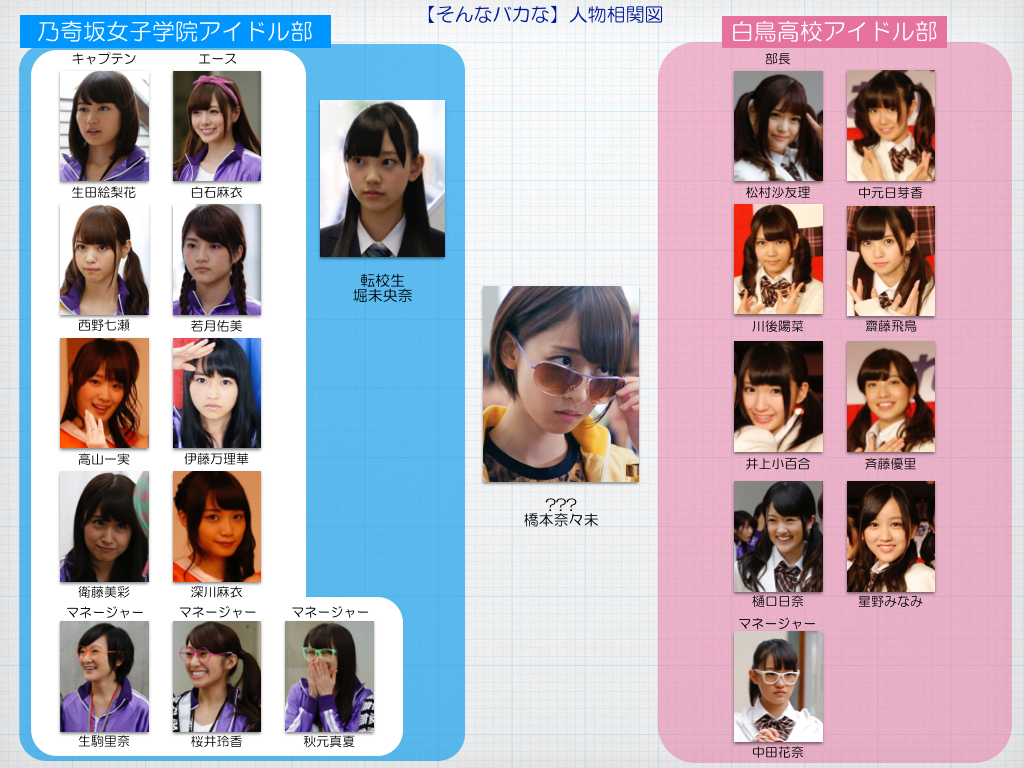 【そんなバカな】人物相関図
乃奇坂女子学院アイドル部
キャプテン
エース
生田絵梨花
白石麻衣
西野七瀬
若月佑美
高山一実
伊藤万理華
衛藤美彩
深川麻衣
マネージャー
マネージャー
マネージャー
生駒里奈
桜井玲香
秋元真夏
転校生
堀未央奈
???
橋本奈々未
白鳥高校アイドル部
部長
松村沙友理
中元日芽香
川後陽菜
齋藤飛鳥
井上小百合
斉藤優里
樋口日奈
星野みなみ
マネージャー
中田花奈